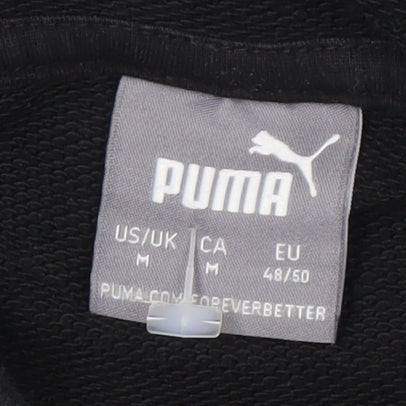 PUMA
US/UK CA EU
M M 48/50
PUMA.COM/FOREVERBETTER